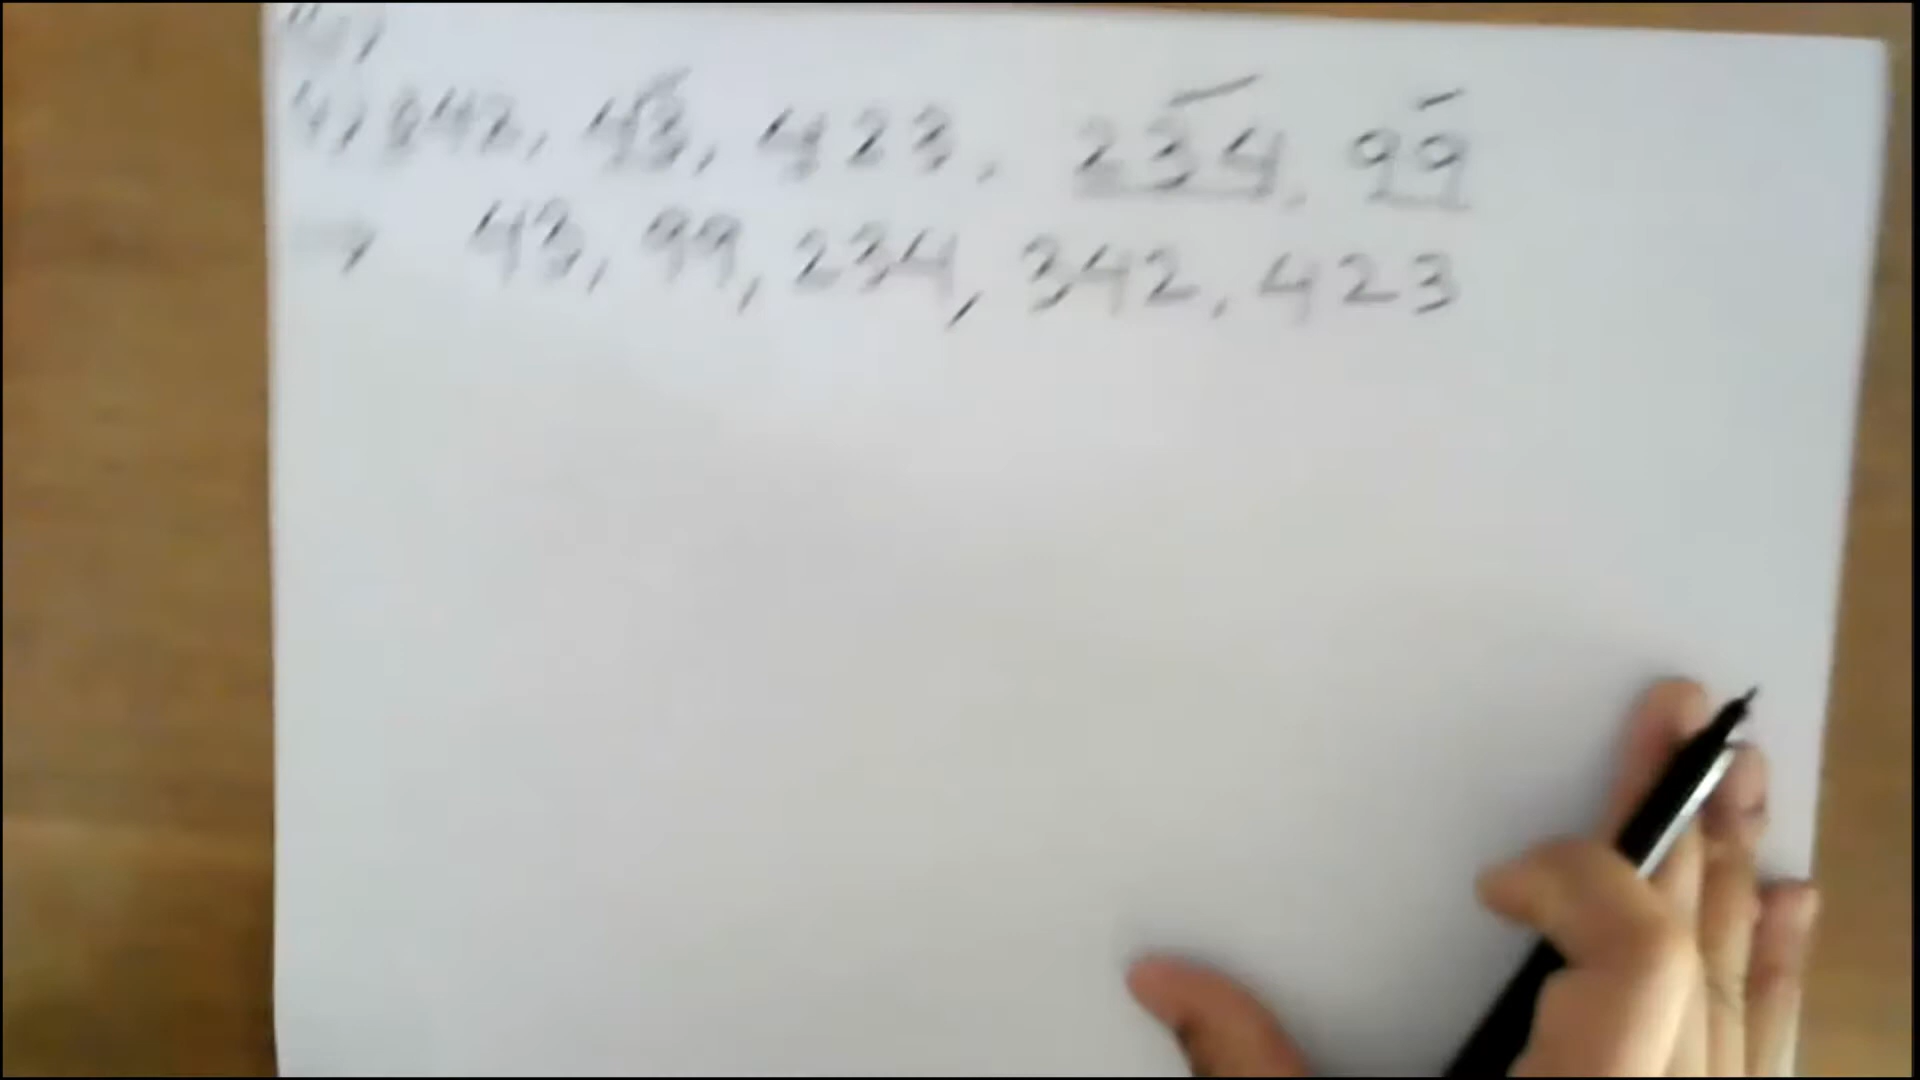 4) 342, 43, 423, 234, 99
→ 43, 99, 234, 342, 423